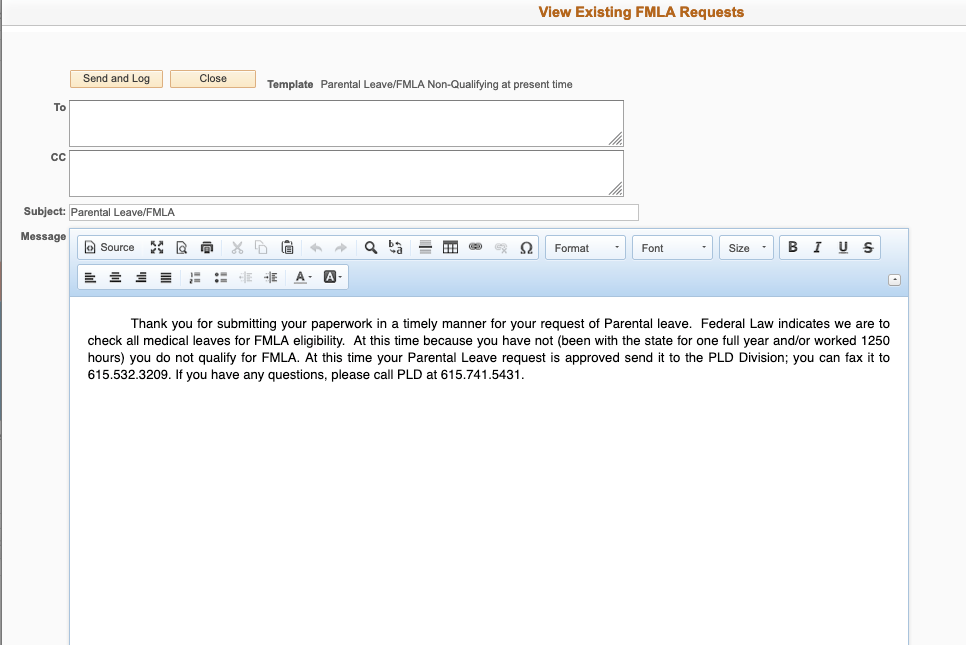 View Existing FMLA Requests
Send and Log Close Template Parental Leave/FMLA Non-Qualifying at present time
To
CC
Subject: Parental Leave/FMLA
Message
Source Format Font Size B I U S
A A
Thank you for submitting your paperwork in a timely manner for your request of Parental leave. Federal Law indicates we are to
check all medical leaves for FMLA eligibility. At this time because you have not (been with the state for one full year and/or worked 1250
hours) you do not qualify for FMLA. At this time your Parental Leave request is approved send it to the PLD Division; you can fax it to
615.532.3209. If you have any questions, please call PLD at 615.741.5431.